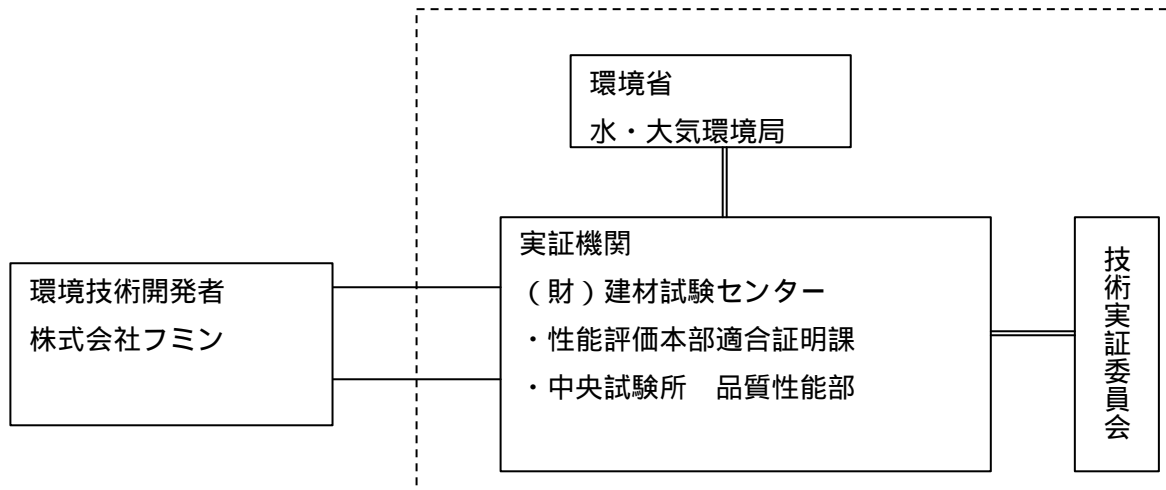 環境省
水・大気環境局
実証機関
（財）建材試験センター
・性能評価本部適合証明課
・中央試験所　品質性能部
環境技術開発者
株式会社フミン
技術実証委員会